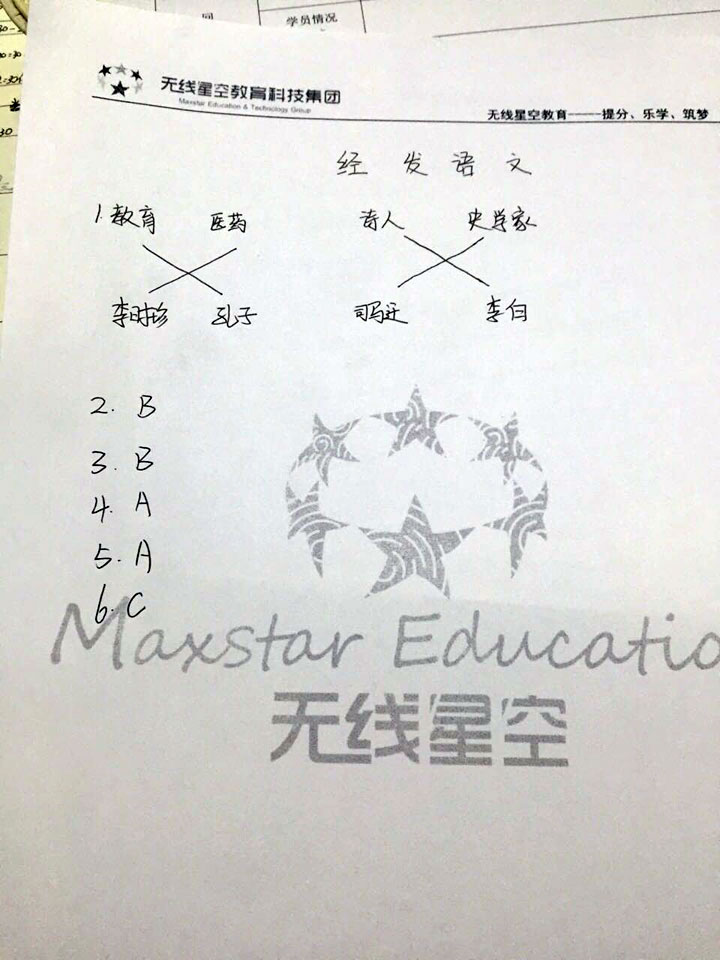 学员情况
无线星空教育科技集团
Maxstar Education & Technology Group
无线星空教育——提分、乐学、筑梦
经发语文
1. 教育 医药 诗人 史学家
李时珍 孔子 司马迁 李白
2. B
3. B
4. A
5. A
6. C
Maxstar Educatio
无线星空